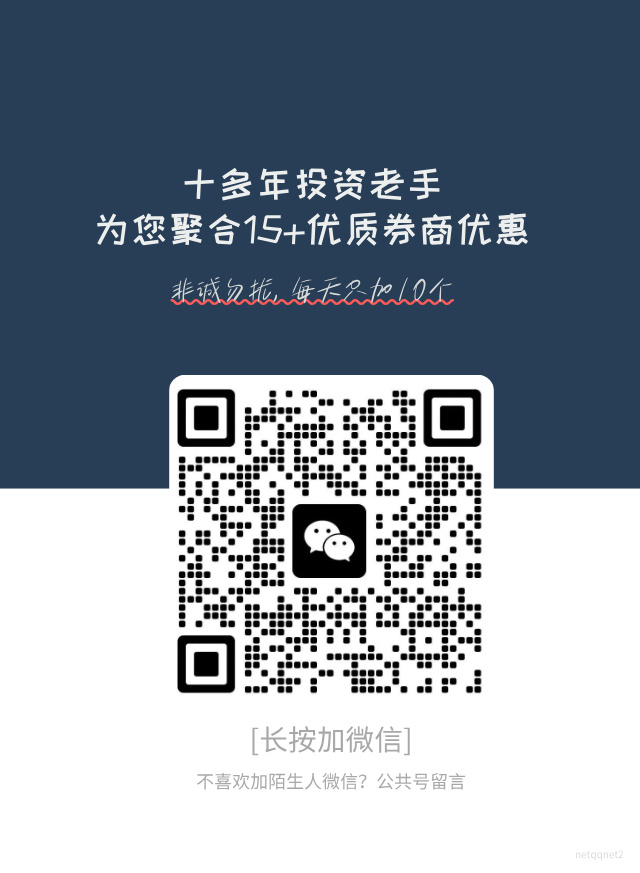 十多年投资老手
为您聚合15+优质券商优惠
非诚勿扰, 每天只加10个
[长按加微信]
不喜欢加陌生人微信？公共号留言
netqqnet2